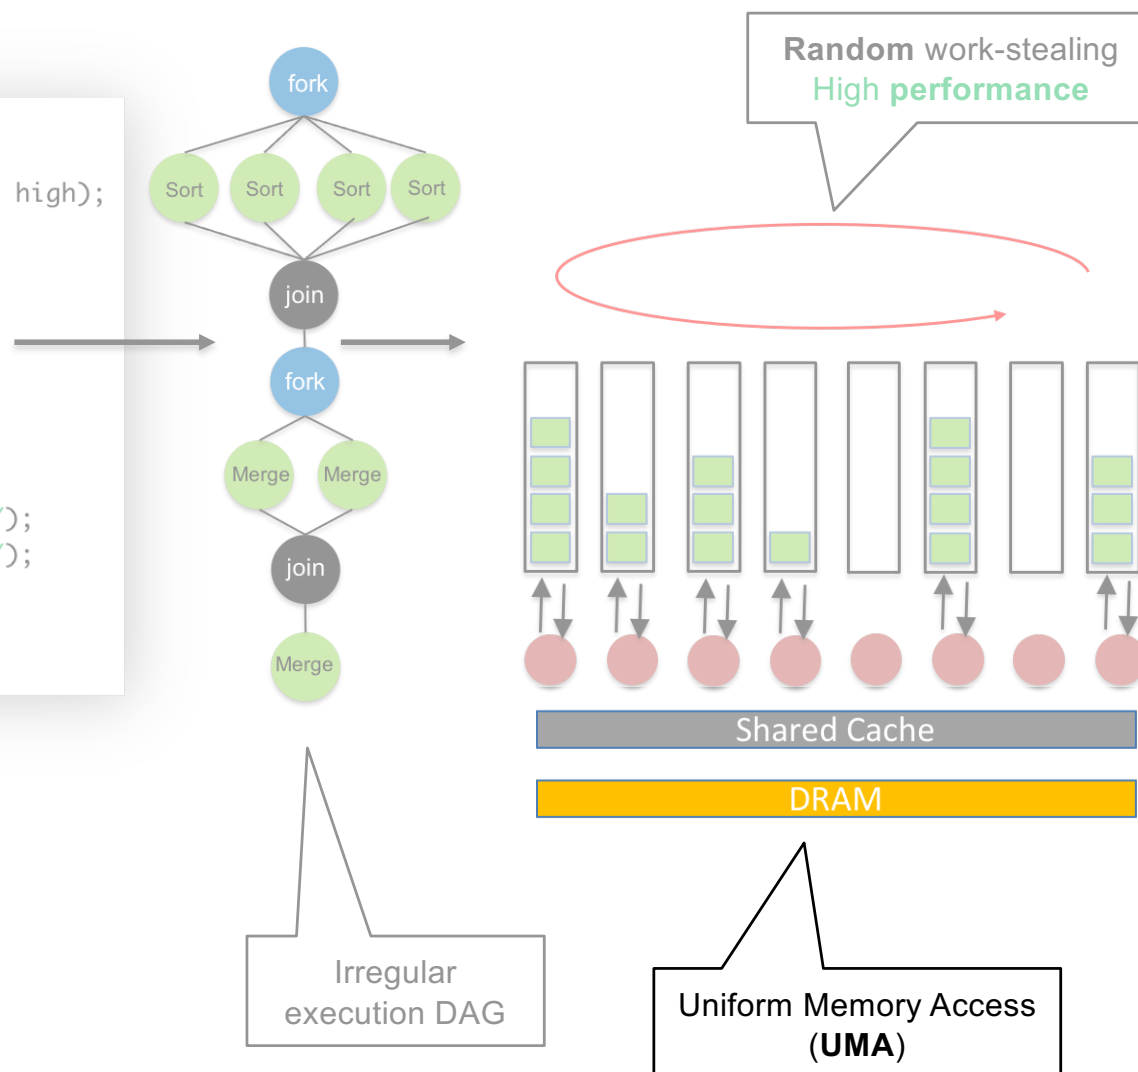 Random work-stealing
High performance
high);
);
);
fork
Sort Sort Sort Sort
join
fork
Merge Merge
join
Merge
Shared Cache
DRAM
Irregular
execution DAG
Uniform Memory Access
(UMA)